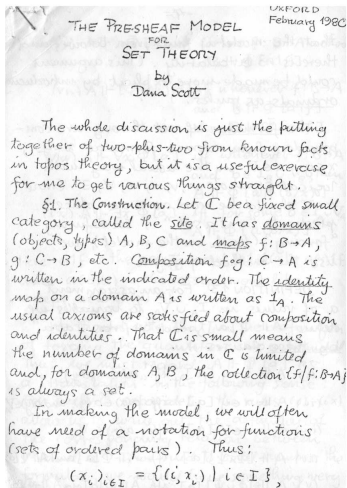 OXFORD
February 1980
THE PRESHEAF MODEL
FOR
SET THEORY
by
Dana Scott
The whole discussion is just the putting
together of two-plus-two from known facts
in topos theory, but it is a useful exercise
for me to get various things straight.
§1. The Construction. Let ℂ be a fixed small
category, called the site. It has domains
(objects, types) A, B, C and maps f: B→A,
g: C→B, etc. Composition f∘g: C→A is
written in the indicated order. The identity
map on a domain A is written as 1_A. The
usual axioms are satisfied about composition
and identities. That ℂ is small means
the number of domains in ℂ is limited
and, for domains A, B, the collection {f | f: B→A}
is always a set.
In making the model, we will often
have need of a notation for functions
(sets of ordered pairs). Thus:
(x_i)_{i∈I} = {(i, x_i) | i ∈ I},